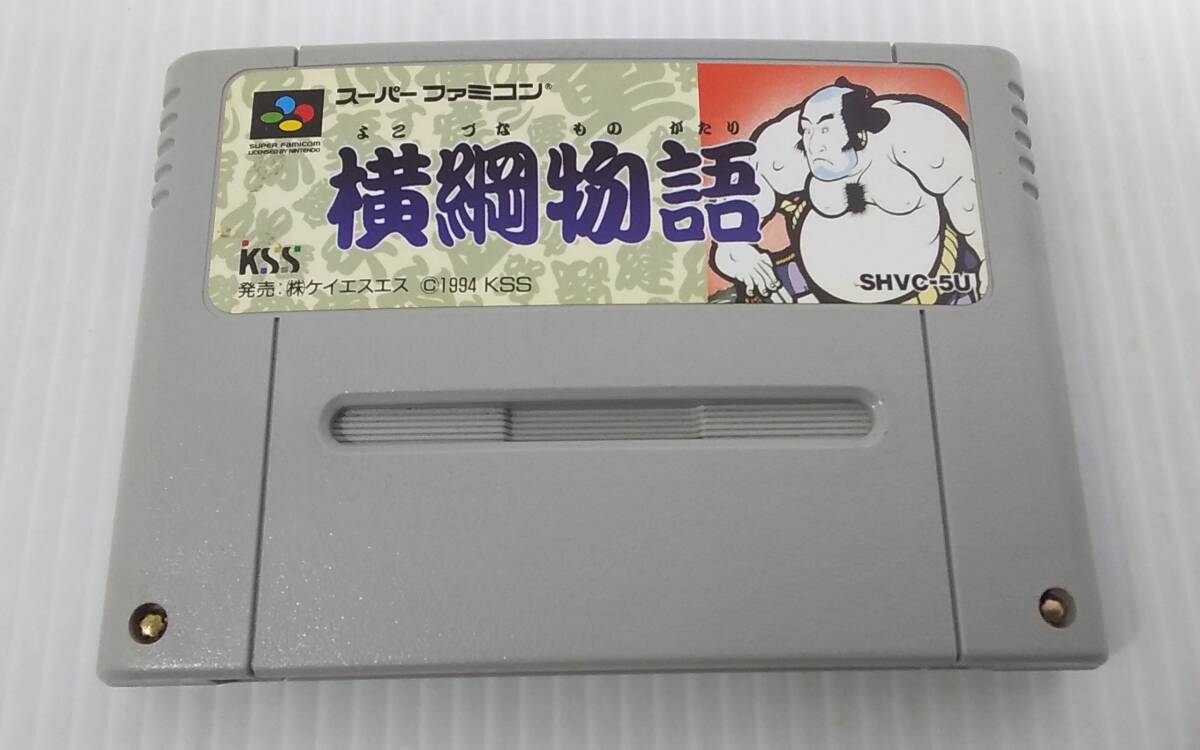 スーパーファミコン®
SUPER FAMICOM
LICENSED BY NINTENDO
よこ づな もの がたり
横綱物語
KSS
発売:㈱ケイエスエス ©1994 KSS
SHVC-5U